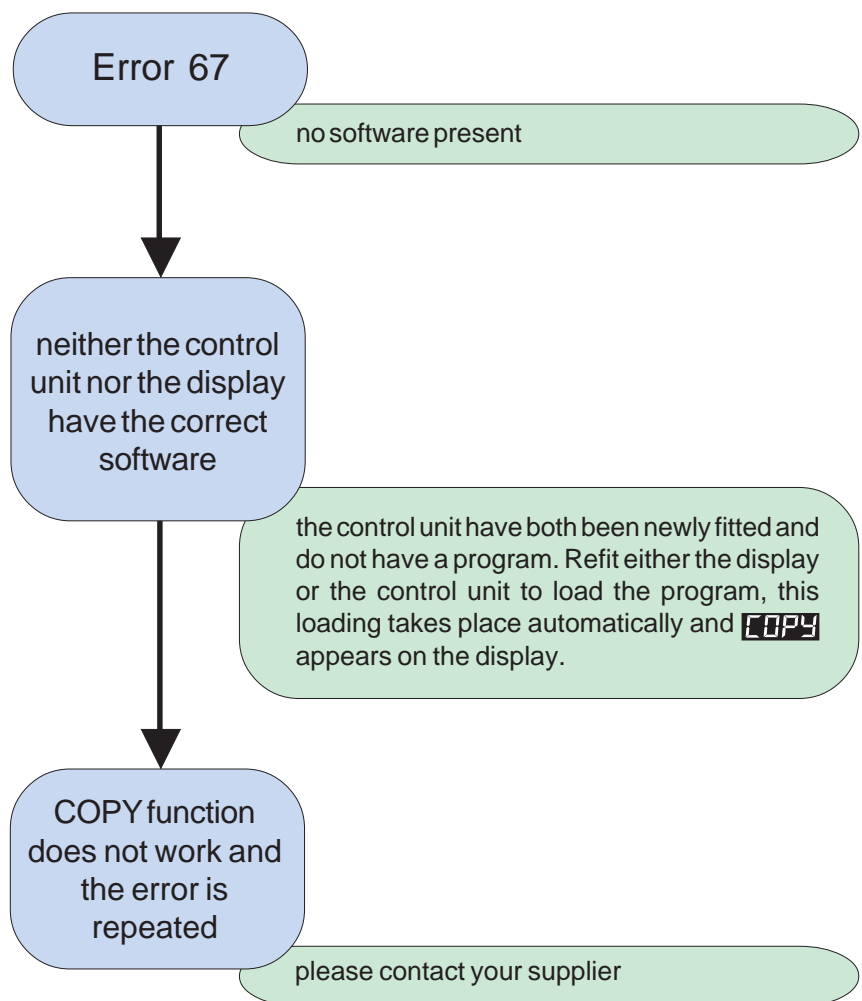 Error 67
no software present
neither the control
unit nor the display
have the correct
software
the control unit have both been newly fitted and
do not have a program. Refit either the display
or the control unit to load the program, this
loading takes place automatically and COPY
appears on the display.
COPY function
does not work and
the error is
repeated
please contact your supplier